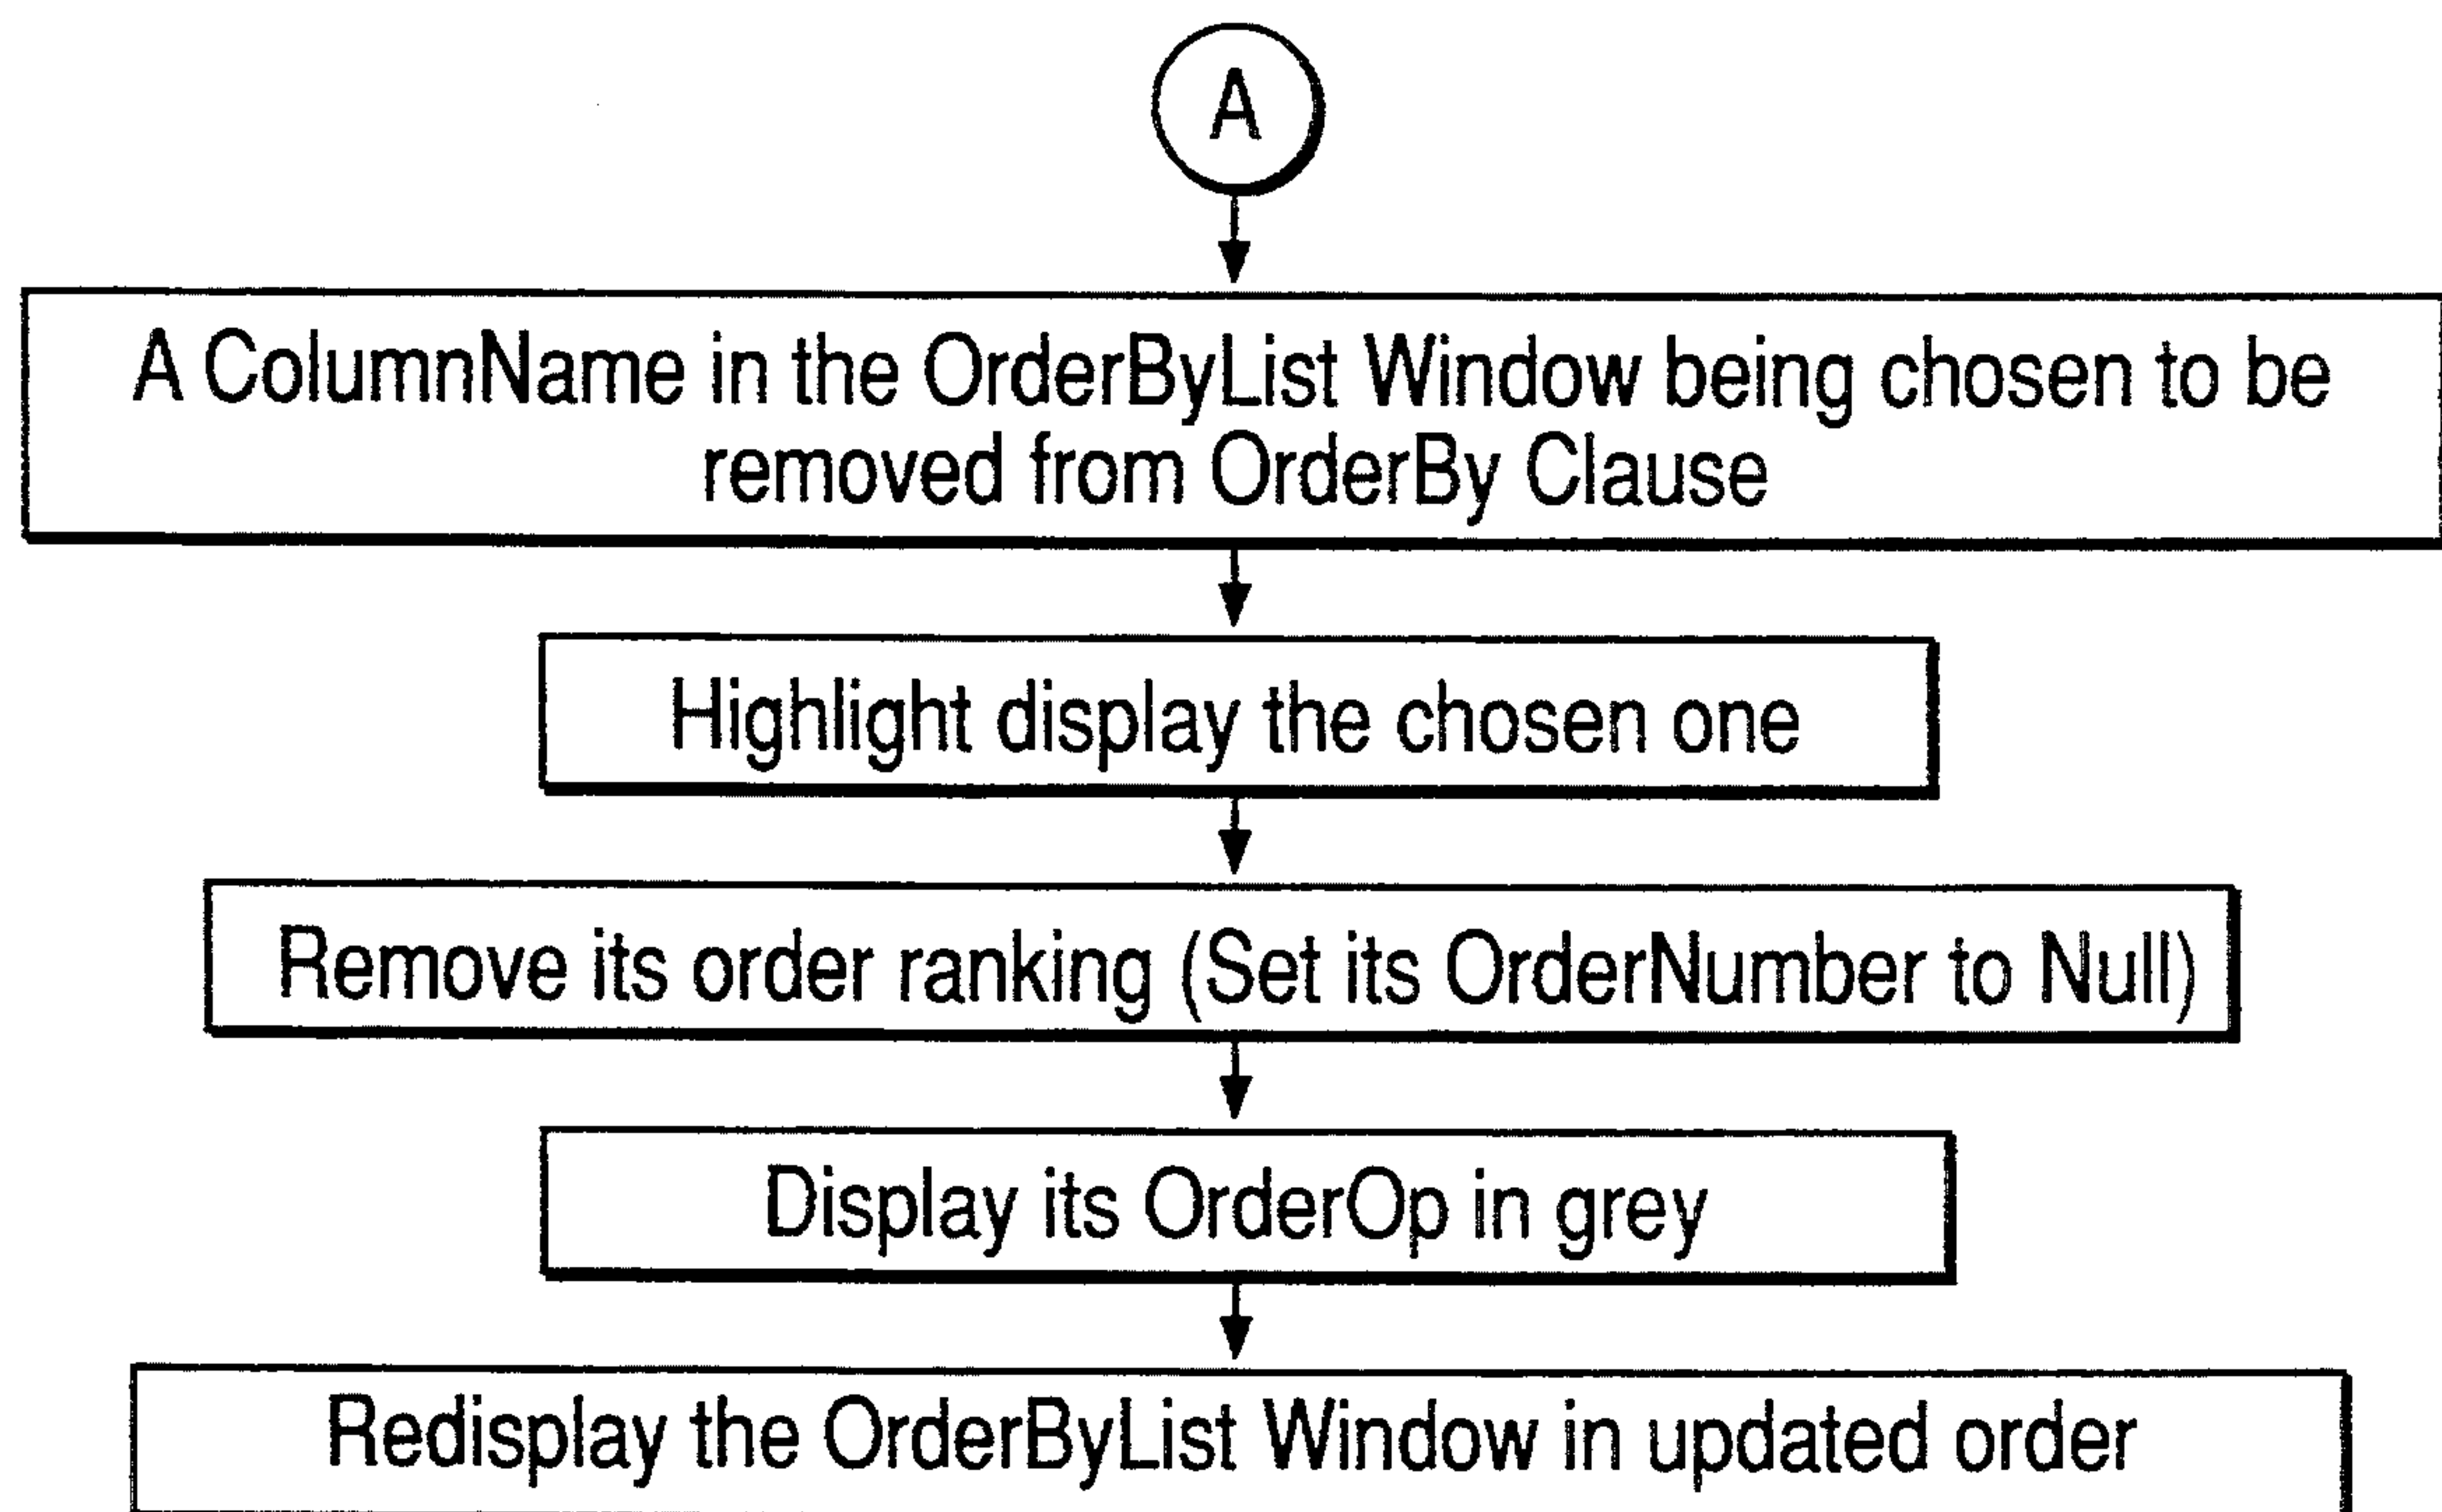 A
A ColumnName in the OrderByList Window being chosen to be
removed from OrderBy Clause
Highlight display the chosen one
Remove its order ranking (Set its OrderNumber to Null)
Display its OrderOp in grey
Redisplay the OrderByList Window in updated order